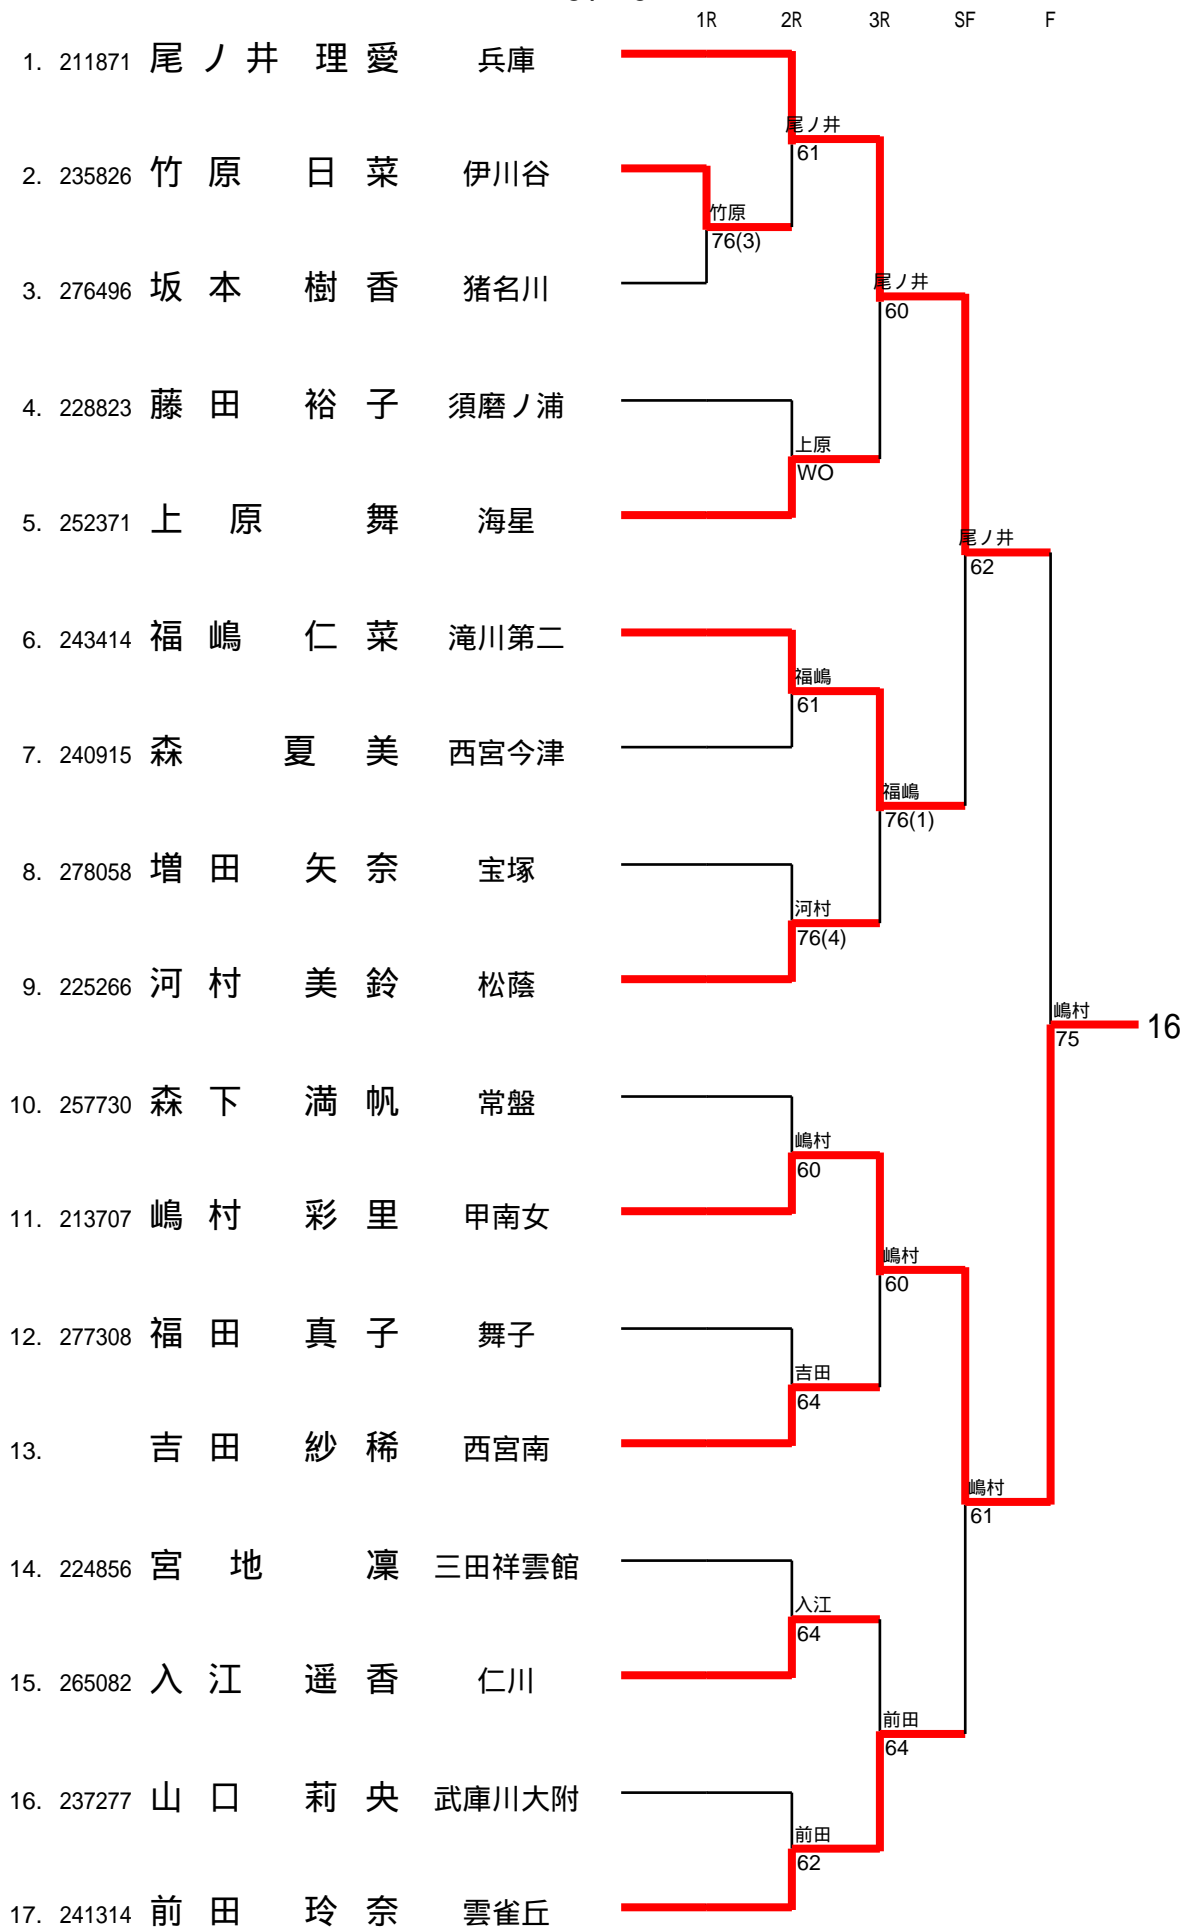 1R 2R 3R SF F
1. 211871 尾ノ井 理愛 兵庫
尾ノ井
61
2. 235826 竹原 日菜 伊川谷
竹原
76(3)
3. 276496 坂本 樹香 猪名川
尾ノ井
60
4. 228823 藤田 裕子 須磨ノ浦
上原
WO
5. 252371 上原 舞 海星
尾ノ井
62
6. 243414 福嶋 仁菜 滝川第二
福嶋
61
7. 240915 森 夏美 西宮今津
福嶋
76(1)
8. 278058 増田 矢奈 宝塚
河村
76(4)
9. 225266 河村 美鈴 松蔭
嶋村
75
16
10. 257730 森下 満帆 常盤
嶋村
60
11. 213707 嶋村 彩里 甲南女
嶋村
60
12. 277308 福田 真子 舞子
吉田
64
13. 吉田 紗稀 西宮南
嶋村
61
14. 224856 宮地 凜 三田祥雲館
入江
64
15. 265082 入江 遥香 仁川
前田
64
16. 237277 山口 莉央 武庫川大附
前田
62
17. 241314 前田 玲奈 雲雀丘